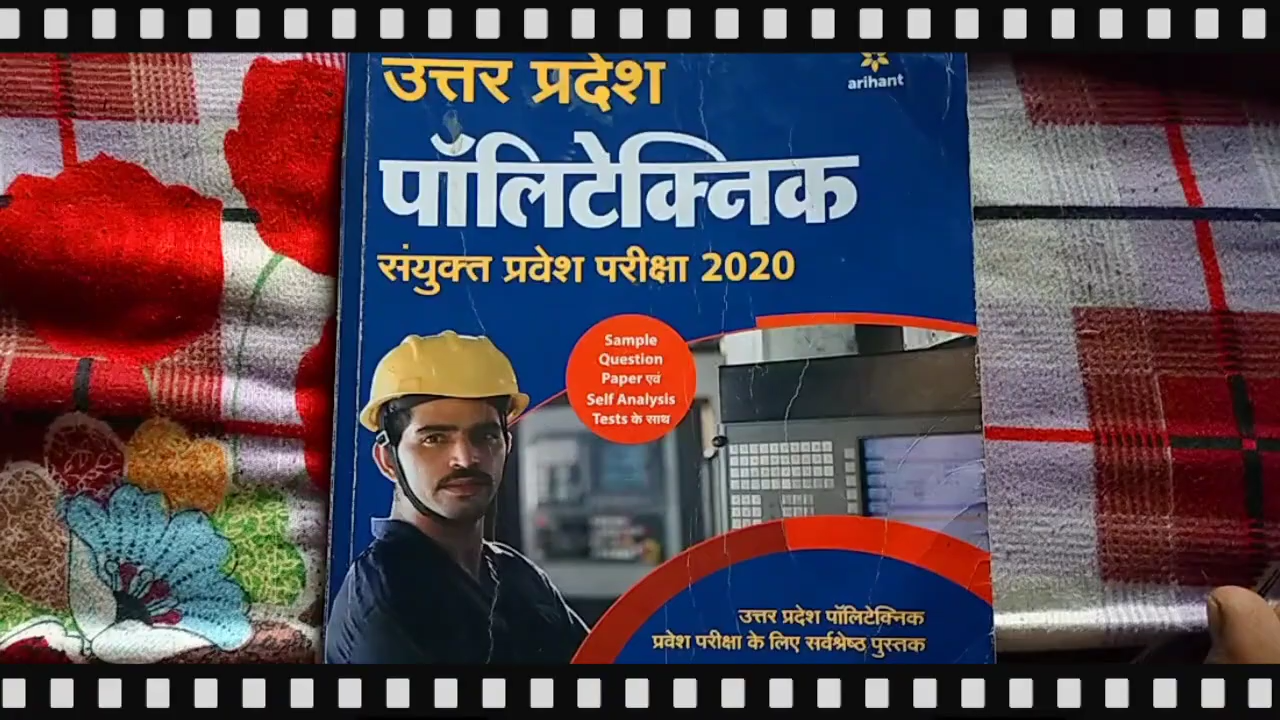 उत्तर प्रदेश
arihant
पॉलिटेक्निक
संयुक्त प्रवेश परीक्षा 2020
Sample
Question
Paper एवं
Self Analysis
Tests के साथ
उत्तर प्रदेश पॉलिटेक्निक
प्रवेश परीक्षा के लिए सर्वश्रेष्ठ पुस्तक